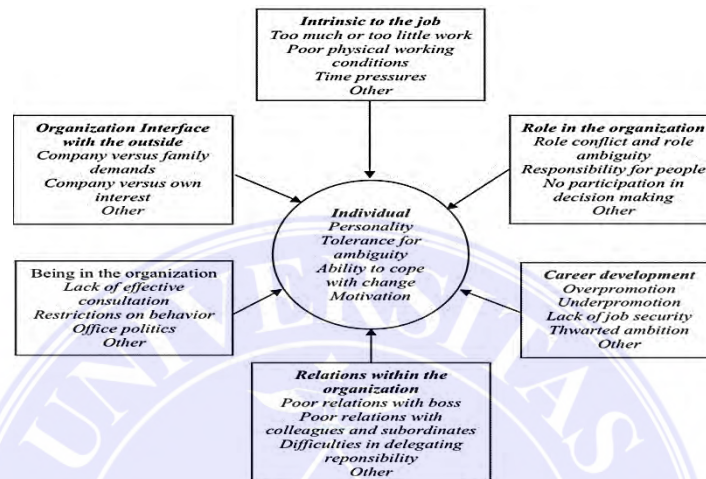 Intrinsic to the job
Too much or too little work
Poor physical working
conditions
Time pressures
Other
Organization Interface
with the outside
Company versus family
demands
Company versus own
interest
Other
Role in the organization
Role conflict and role
ambiguity
Responsibility for people
No participation in
decision making
Other
Individual
Personality
Tolerance for
ambiguity
Ability to cope
with change
Motivation
Being in the organization
Lack of effective
consultation
Restrictions on behavior
Office politics
Other
Career development
Overpromotion
Underpromotion
Lack of job security
Thwarted ambition
Other
Relations within the
organization
Poor relations with boss
Poor relations with
colleagues and subordinates
Difficulties in delegating
reponsibility
Other
UNIVERSITAS